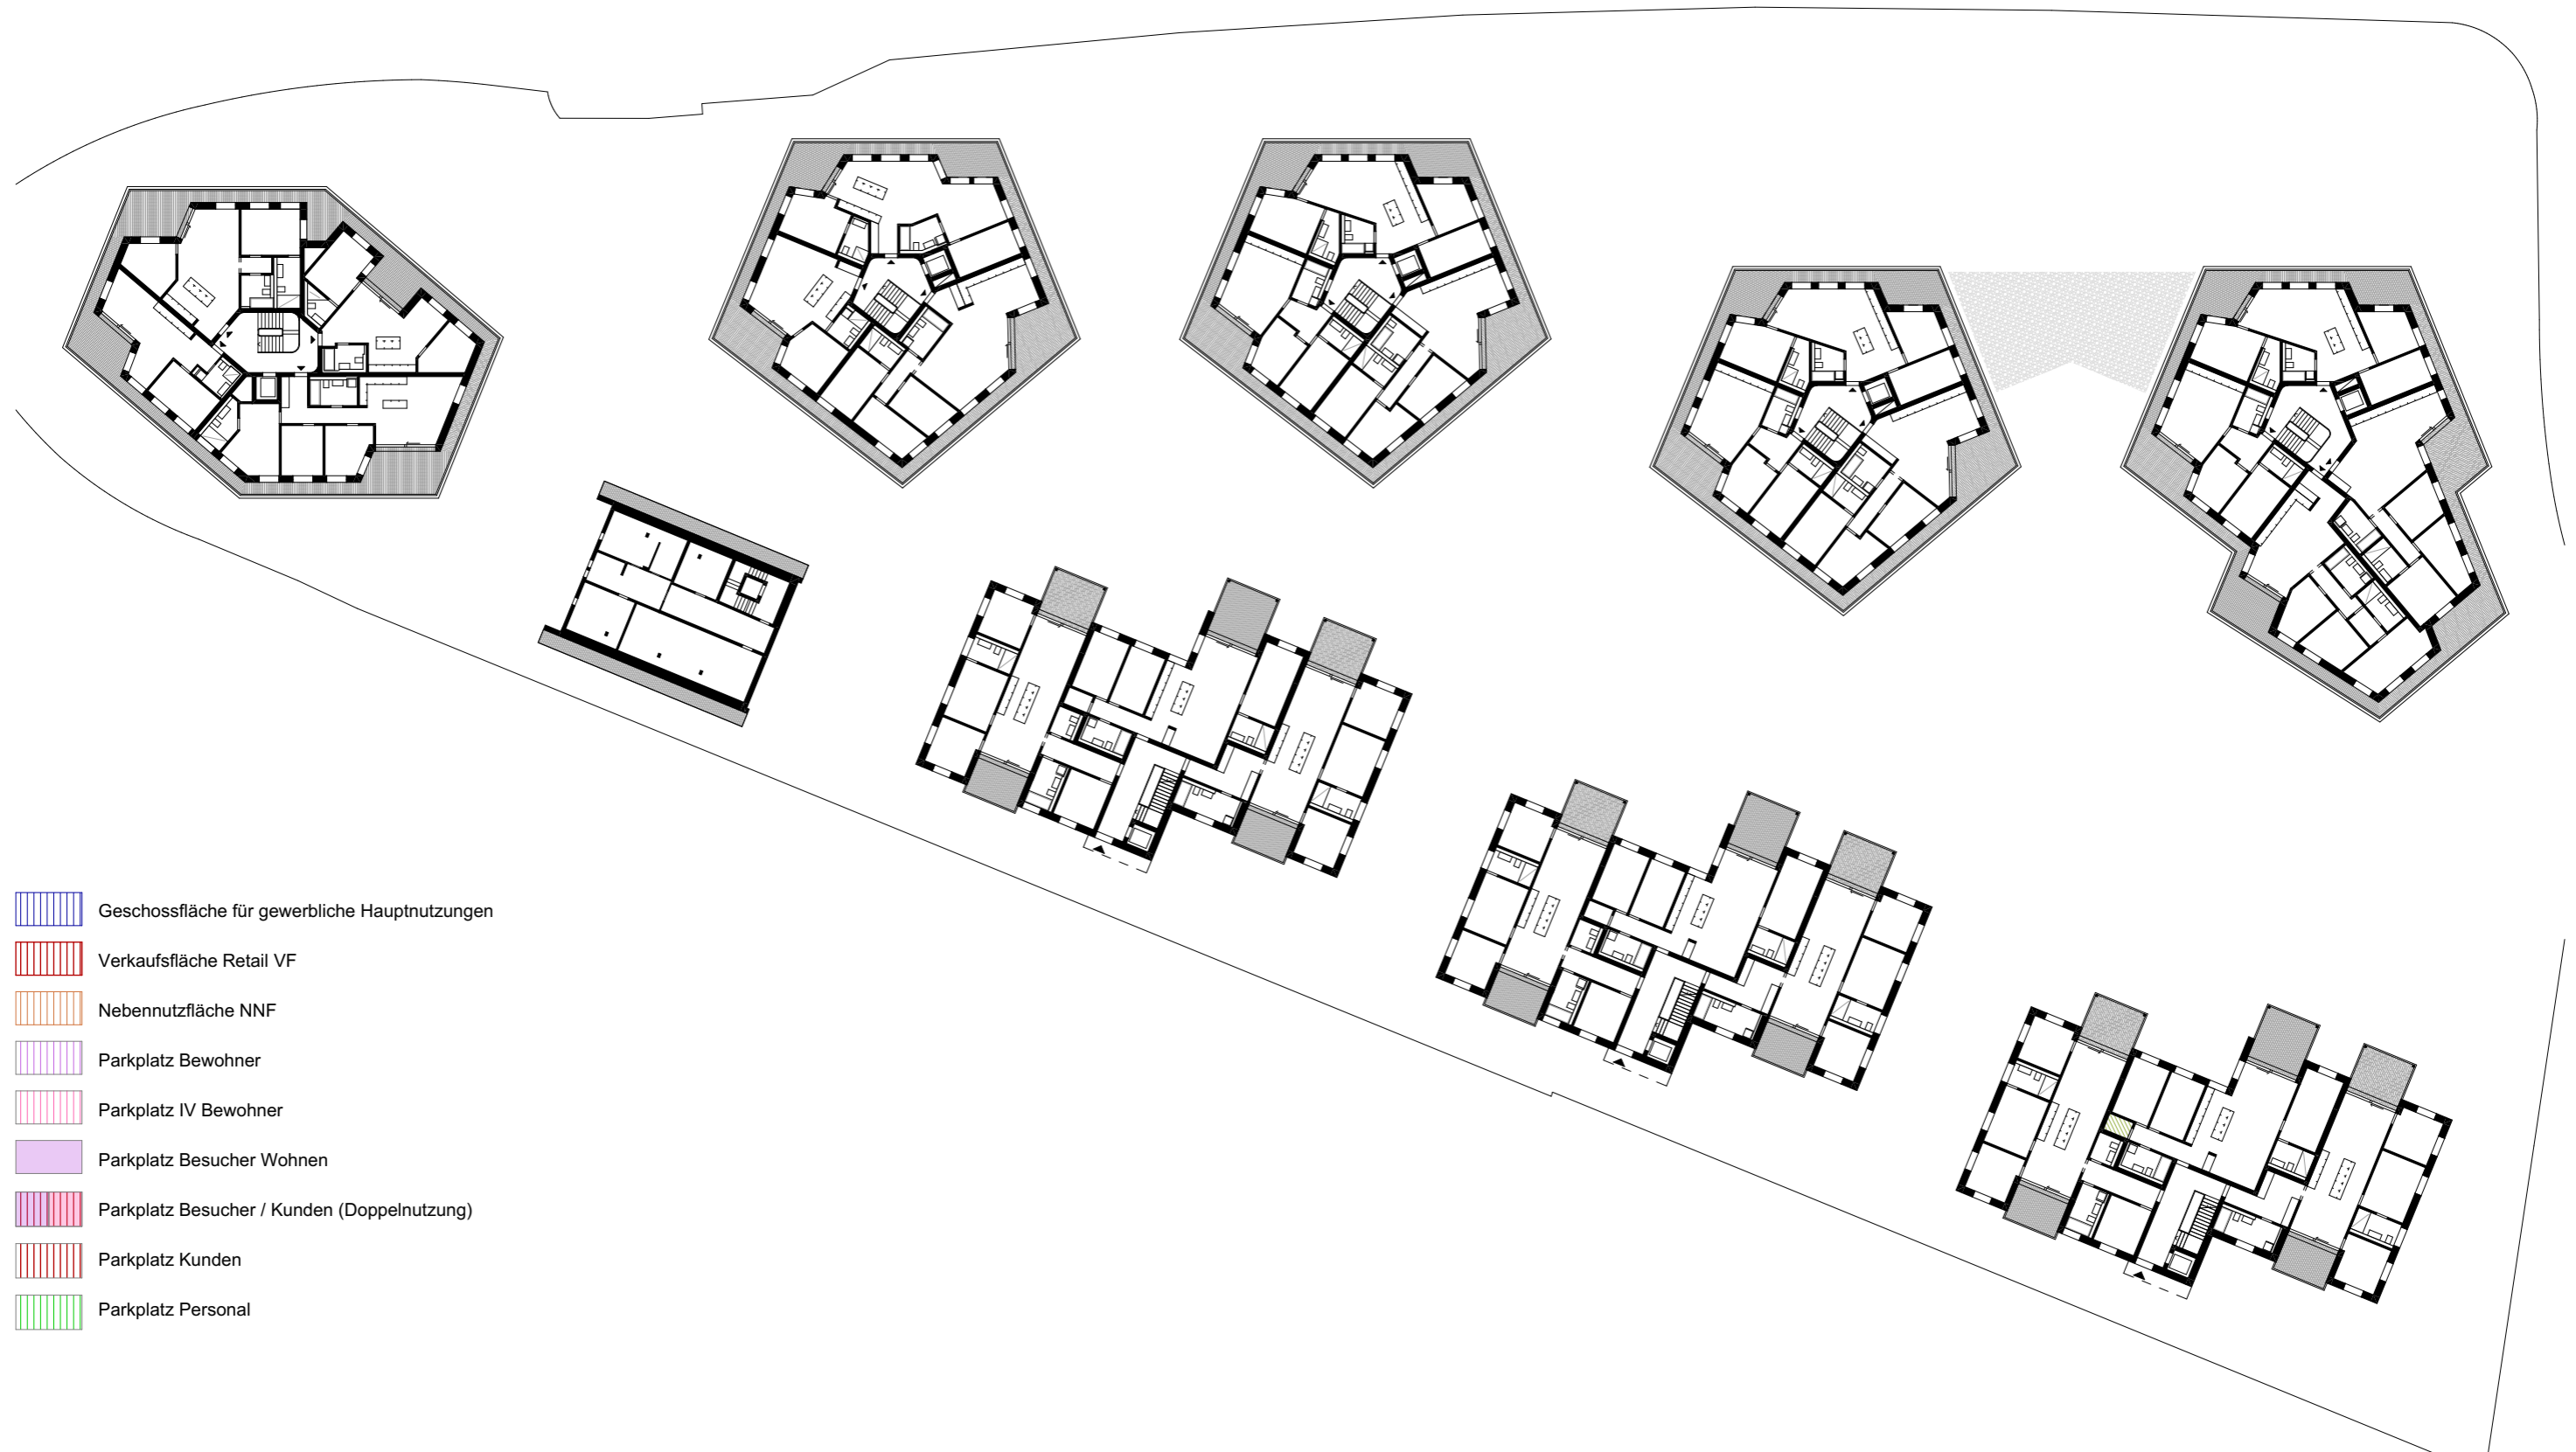 Geschossfläche für gewerbliche Hauptnutzungen
Verkaufsfläche Retail VF
Nebennutzfläche NNF
Parkplatz Bewohner
Parkplatz IV Bewohner
Parkplatz Besucher Wohnen
Parkplatz Besucher / Kunden (Doppelnutzung)
Parkplatz Kunden
Parkplatz Personal